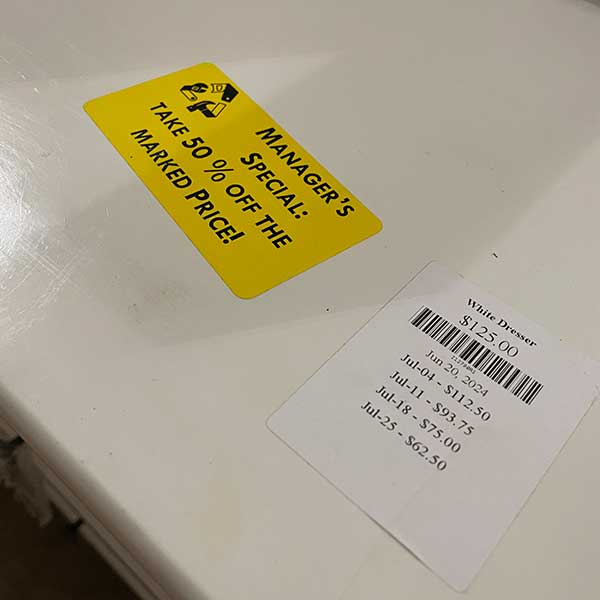 MANAGER'S
SPECIAL:
TAKE 50 % OFF THE
MARKED PRICE!
White Dresser
$125.00
Jun 20, 2024
Jul-04 - $112.50
Jul-11 - $93.75
Jul-18 - $75.00
Jul-25 - $62.50